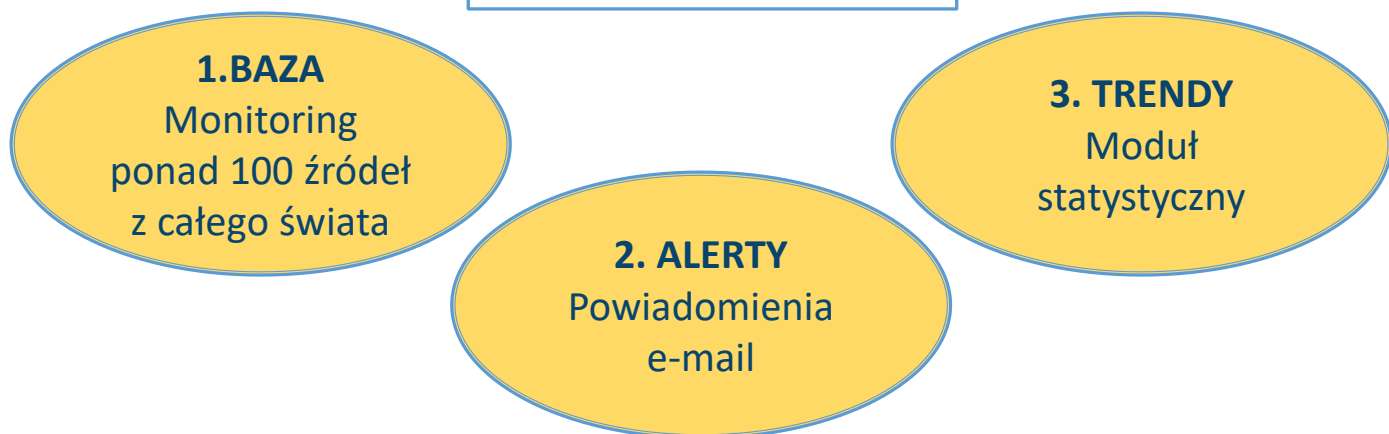 1.BAZA
Monitoring
ponad 100 źródeł
z całego świata
2. ALERTY
Powiadomienia
e-mail
3. TRENDY
Moduł
statystyczny